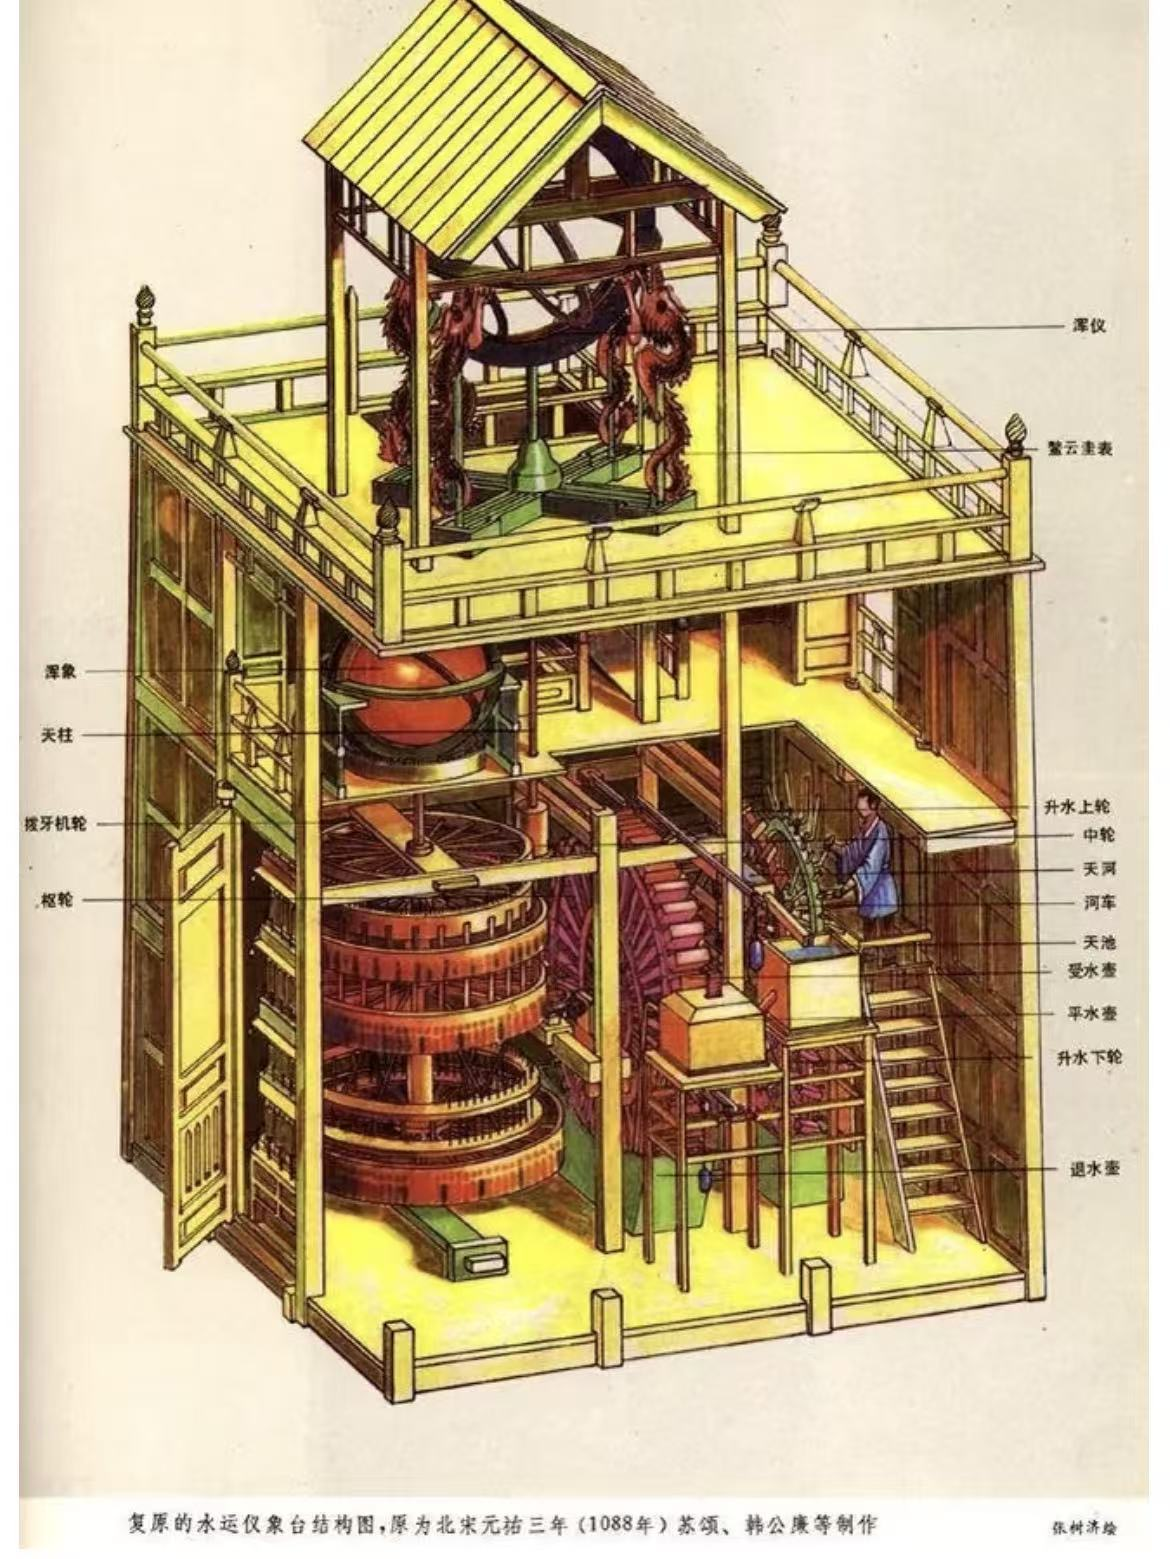 浑仪
鳌云圭表
浑象
天柱
拨牙机轮
枢轮
升水上轮
中轮
天河
河车
天池
受水壶
平水壶
升水下轮
退水壶
复原的水运仪象台结构图，原为北宋元祐三年（1088年）苏颂、韩公廉等制作
张树济绘